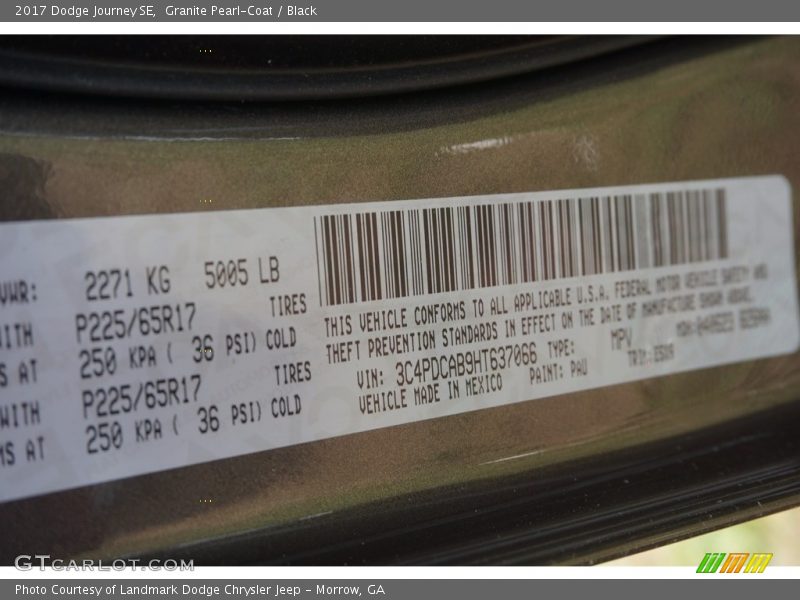 2017 Dodge Journey SE,  Granite Pearl-Coat / Black
VWR: 2271 KG 5005 LB
WITH P225/65R17 TIRES
S AT 250 KPA ( 36 PSI) COLD
WITH P225/65R17 TIRES
MS AT 250 KPA ( 36 PSI) COLD
THIS VEHICLE CONFORMS TO ALL APPLICABLE U.S.A. FEDERAL MOTOR VEHICLE SAFETY AND
THEFT PREVENTION STANDARDS IN EFFECT ON THE DATE OF MANUFACTURE SHOWN ABOVE.
VIN: 3C4PDCAB9HT637066 TYPE: MPV
VEHICLE MADE IN MEXICO PAINT: PAU TRIM:
GTCARLOT.COM
Photo Courtesy of Landmark Dodge Chrysler Jeep - Morrow, GA